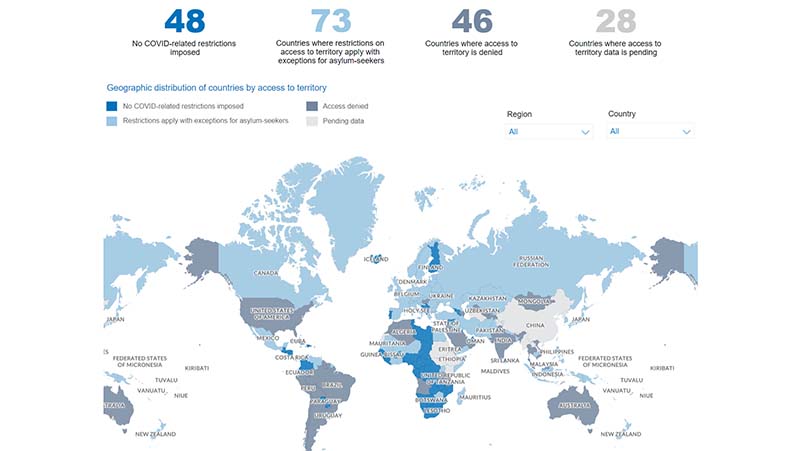 48
No COVID-related restrictions
imposed
73
Countries where restrictions on
access to territory apply with
exceptions for asylum-seekers
46
Countries where access to
territory is denied
28
Countries where access to
territory data is pending
Geographic distribution of countries by access to territory
No COVID-related restrictions imposed
Access denied
Restrictions apply with exceptions for asylum-seekers
Pending data
Region
Country
All
All
ICELAND
RUSSIAN
FEDERATION
FINLAND
CANADA
DENMARK
BELGIUM
UKRAINE
KAZAKHSTAN
MONGOLIA
UNITED STATES
OF AMERICA
HOLY SEE
UZBEKISTAN
JAPAN
STATE OF
PALESTINE
CHINA
JAPAN
ALGERIA
PAKISTAN
MEXICO
CUBA
MAURITANIA
OMAN
INDIA
ERITREA
PHILIPPINES
COSTA RICA
GUINEA-BISSAU
ETHIOPIA
SRI LANKA
FEDERATED STATES
OF MICRONESIA
KIRIBATI
ECUADOR
MALDIVES
MALAYSIA
FEDERATED STATES
OF MICRONESIA
KIRIBATI
UNITED REPUBLIC
OF TANZANIA
INDONESIA
TUVALU
PERU
BRAZIL
TUVALU
VANUATU
NIUE
PARAGUAY
BOTSWANA
MAURITIUS
VANUATU
NIUE
TRALIA
URUGUAY
LESOTHO
AUSTRALIA
NEW ZEALAND
NEW ZEALAND